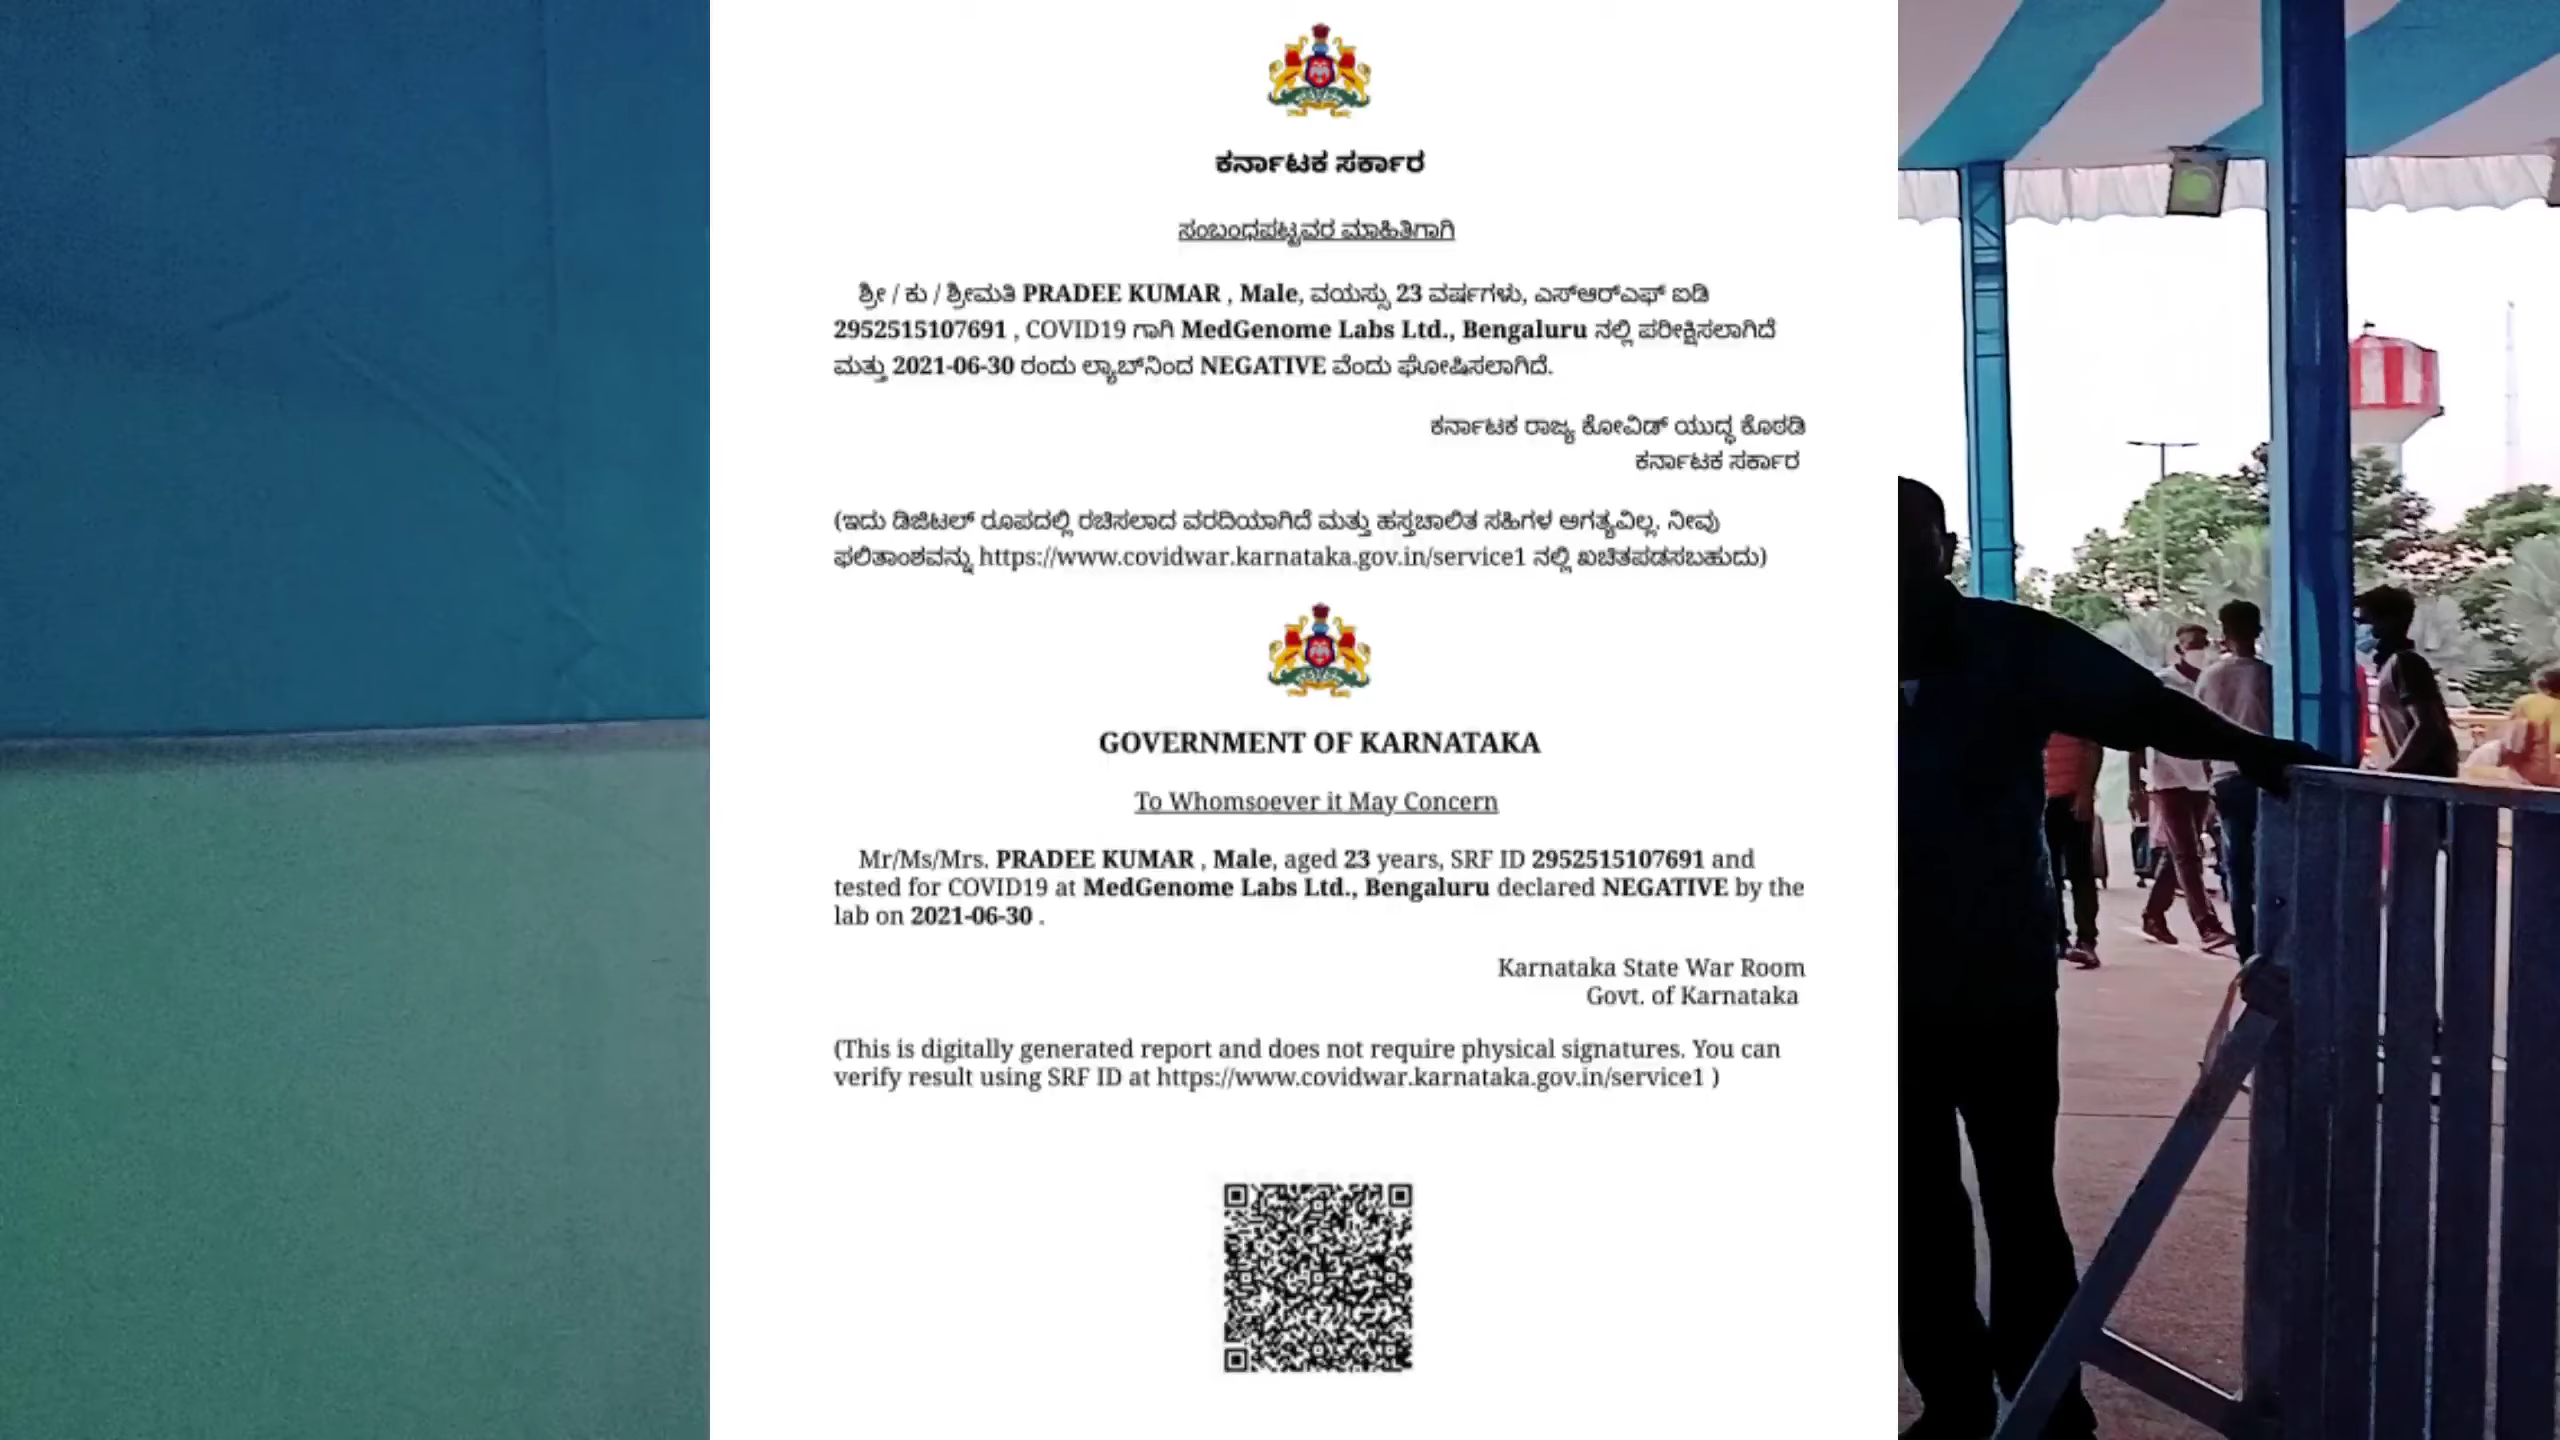 ಕರ್ನಾಟಕ ಸರ್ಕಾರ
ಸಂಬಂಧಪಟ್ಟವರ ಮಾಹಿತಿಗಾಗಿ
ಶ್ರೀ / ಕು / ಶ್ರೀಮತಿ PRADEE KUMAR , Male, ವಯಸ್ಸು 23 ವರ್ಷಗಳು, ಎಸ್ಆರ್ಎಫ್ ಐಡಿ
2952515107691 , COVID19 ಗಾಗಿ MedGenome Labs Ltd., Bengaluru ನಲ್ಲಿ ಪರೀಕ್ಷಿಸಲಾಗಿದೆ
ಮತ್ತು 2021-06-30 ರಂದು ಲ್ಯಾಬ್‌ನಿಂದ NEGATIVE ವೆಂದು ಘೋಷಿಸಲಾಗಿದೆ.
ಕರ್ನಾಟಕ ರಾಜ್ಯ ಕೋವಿಡ್ ಯುದ್ಧ ಕೊಠಡಿ
ಕರ್ನಾಟಕ ಸರ್ಕಾರ
(ಇದು ಡಿಜಿಟಲ್ ರೂಪದಲ್ಲಿ ರಚಿಸಲಾದ ವರದಿಯಾಗಿದೆ ಮತ್ತು ಹಸ್ತಚಾಲಿತ ಸಹಿಗಳ ಅಗತ್ಯವಿಲ್ಲ. ನೀವು
ಫಲಿತಾಂಶವನ್ನು https://www.covidwar.karnataka.gov.in/service1 ನಲ್ಲಿ ಖಚಿತಪಡಸಬಹುದು)
GOVERNMENT OF KARNATAKA
To Whomsoever it May Concern
Mr/Ms/Mrs. PRADEE KUMAR , Male, aged 23 years, SRF ID 2952515107691 and
tested for COVID19 at MedGenome Labs Ltd., Bengaluru declared NEGATIVE by the
lab on 2021-06-30 .
Karnataka State War Room
Govt. of Karnataka
(This is digitally generated report and does not require physical signatures. You can
verify result using SRF ID at https://www.covidwar.karnataka.gov.in/service1 )